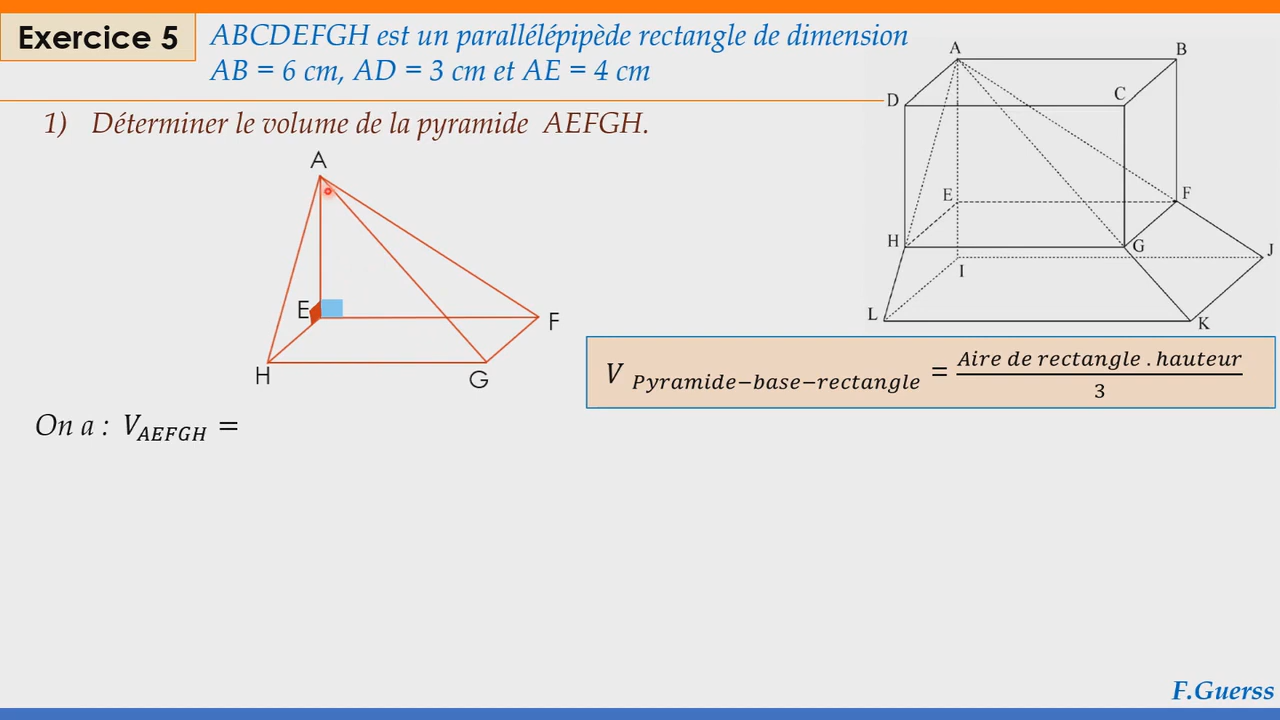 Exercice 5
ABCDEFGH est un parallélépipède rectangle de dimension
AB = 6 cm, AD = 3 cm et AE = 4 cm
1) Déterminer le volume de la pyramide AEFGH.
A
B
D
C
E
F
H
G
I
J
L
K
A
E
F
H
G
V Pyramide−base−rectangle = Aire de rectangle . hauteur / 3
On a : V_AEFGH =
F.Guerss